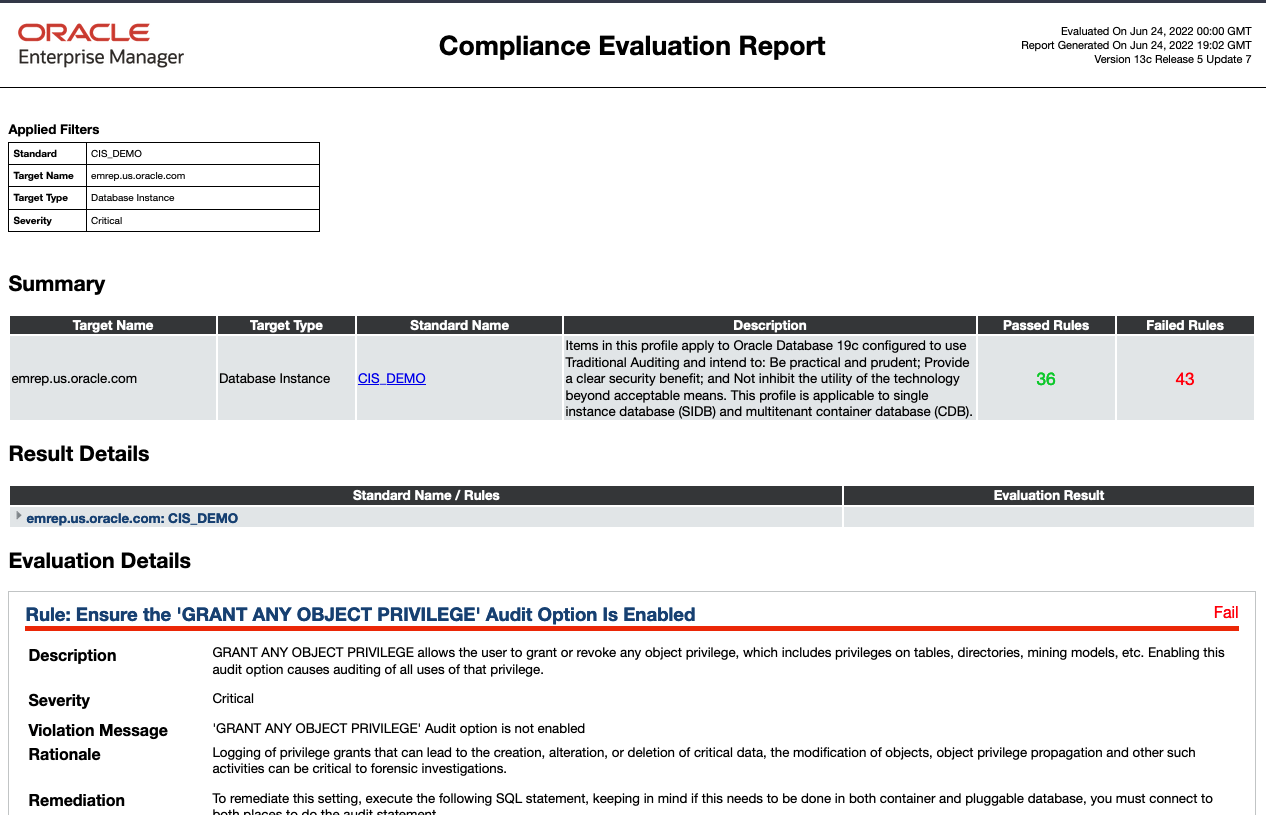 ORACLE
Enterprise Manager
Compliance Evaluation Report
Evaluated On Jun 24, 2022 00:00 GMT
Report Generated On Jun 24, 2022 19:02 GMT
Version 13c Release 5 Update 7
Applied Filters
Standard CIS_DEMO
Target Name emrep.us.oracle.com
Target Type Database Instance
Severity Critical
Summary
Target Name Target Type Standard Name Description Passed Rules Failed Rules
emrep.us.oracle.com Database Instance CIS_DEMO
Items in this profile apply to Oracle Database 19c configured to use
Traditional Auditing and intend to: Be practical and prudent; Provide
a clear security benefit; and Not inhibit the utility of the technology
beyond acceptable means. This profile is applicable to single
instance database (SIDB) and multitenant container database (CDB).
36 43
Result Details
Standard Name / Rules Evaluation Result
emrep.us.oracle.com: CIS_DEMO
Evaluation Details
Rule: Ensure the 'GRANT ANY OBJECT PRIVILEGE' Audit Option Is Enabled Fail
Description GRANT ANY OBJECT PRIVILEGE allows the user to grant or revoke any object privilege, which includes privileges on tables, directories, mining models, etc. Enabling this
audit option causes auditing of all uses of that privilege.
Severity Critical
Violation Message 'GRANT ANY OBJECT PRIVILEGE' Audit option is not enabled
Rationale Logging of privilege grants that can lead to the creation, alteration, or deletion of critical data, the modification of objects, object privilege propagation and other such
activities can be critical to forensic investigations.
Remediation To remediate this setting, execute the following SQL statement, keeping in mind if this needs to be done in both container and pluggable database, you must connect to
both places to do the audit statement